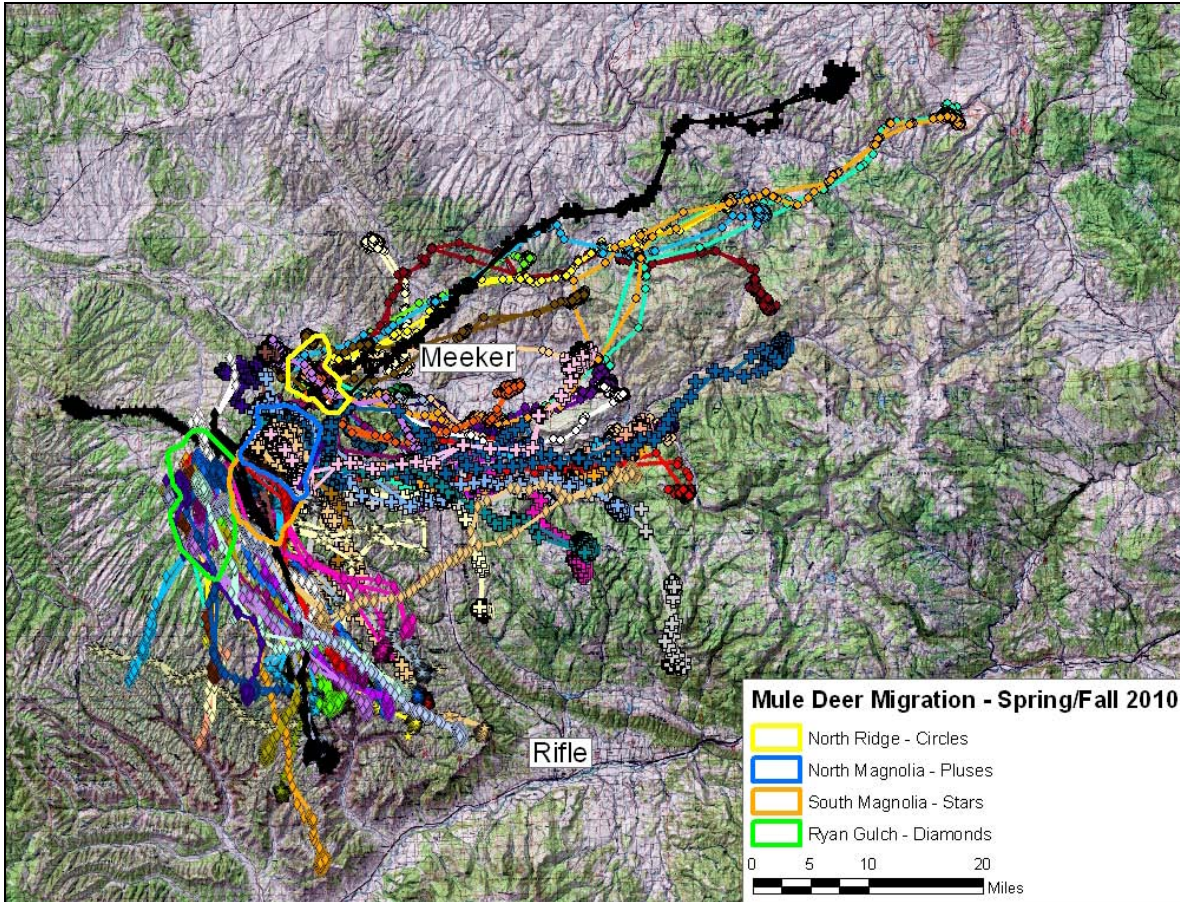 Meeker
Rifle
Mule Deer Migration - Spring/Fall 2010
North Ridge - Circles
North Magnolia - Pluses
South Magnolia - Stars
Ryan Gulch - Diamonds
0 5 10 20
Miles